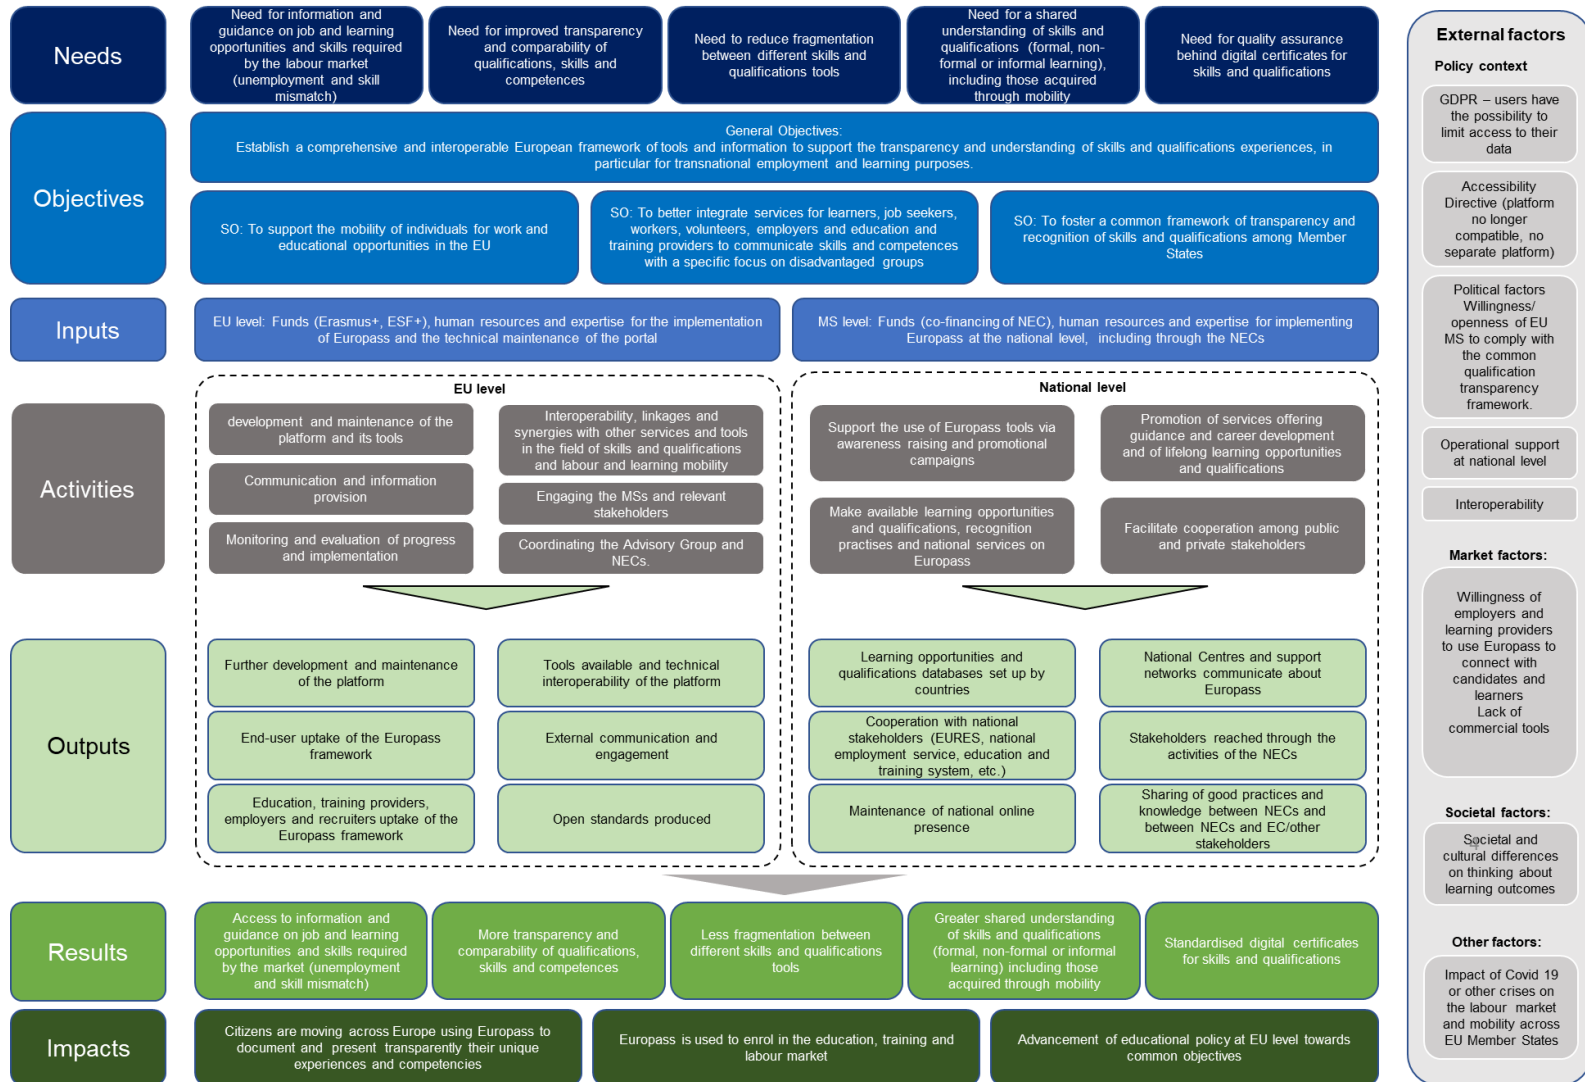 Needs
Need for information and
guidance on job and learning
opportunities and skills required
by the labour market
(unemployment and skill
mismatch)
Need for improved transparency
and comparability of
qualifications, skills and
competences
Need to reduce fragmentation
between different skills and
qualifications tools
Need for a shared
understanding of skills and
qualifications (formal, non-
formal or informal learning),
including those acquired
through mobility
Need for quality assurance
behind digital certificates for
skills and qualifications
Objectives
General Objectives:
Establish a comprehensive and interoperable European framework of tools and information to support the transparency and understanding of skills and qualifications experiences, in
particular for transnational employment and learning purposes.
SO: To support the mobility of individuals for work and
educational opportunities in the EU
SO: To better integrate services for learners, job seekers,
workers, volunteers, employers and education and
training providers to communicate skills and competences
with a specific focus on disadvantaged groups
SO: To foster a common framework of transparency and
recognition of skills and qualifications among Member
States
Inputs
EU level: Funds (Erasmus+, ESF+), human resources and expertise for the implementation
of Europass and the technical maintenance of the portal
MS level: Funds (co-financing of NEC), human resources and expertise for implementing
Europass at the national level, including through the NECs
Activities
EU level
development and maintenance of the
platform and its tools
Communication and information
provision
Monitoring and evaluation of progress
and implementation
Interoperability, linkages and
synergies with other services and tools
in the field of skills and qualifications
and labour and learning mobility
Engaging the MSs and relevant
stakeholders
Coordinating the Advisory Group and
NECs.
National level
Support the use of Europass tools via
awareness raising and promotional
campaigns
Promotion of services offering
guidance and career development
and of lifelong learning opportunities
and qualifications
Make available learning opportunities
and qualifications, recognition
practises and national services on
Europass
Facilitate cooperation among public
and private stakeholders
Outputs
Further development and maintenance
of the platform
Tools available and technical
interoperability of the platform
End-user uptake of the Europass
framework
External communication and
engagement
Education, training providers,
employers and recruiters uptake of the
Europass framework
Open standards produced
Learning opportunities and
qualifications databases set up by
countries
National Centres and support
networks communicate about
Europass
Cooperation with national
stakeholders (EURES, national
employment service, education and
training system, etc.)
Stakeholders reached through the
activities of the NECs
Maintenance of national online
presence
Sharing of good practices and
knowledge between NECs and
between NECs and EC/other
stakeholders
Results
Access to information and
guidance on job and learning
opportunities and skills required
by the market (unemployment
and skill mismatch)
More transparency and
comparability of qualifications,
skills and competences
Less fragmentation between
different skills and qualifications
tools
Greater shared understanding
of skills and qualifications
(formal, non-formal or informal
learning) including those
acquired through mobility
Standardised digital certificates
for skills and qualifications
Impacts
Citizens are moving across Europe using Europass to
document and present transparently their unique
experiences and competencies
Europass is used to enrol in the education, training and
labour market
Advancement of educational policy at EU level towards
common objectives
External factors
Policy context
GDPR – users have
the possibility to
limit access to their
data
Accessibility
Directive (platform
no longer
compatible, no
separate platform)
Political factors
Willingness/
openness of EU
MS to comply with
the common
qualification
transparency
framework.
Operational support
at national level
Interoperability
Market factors:
Willingness of
employers and
learning providers
to use Europass to
connect with
candidates and
learners
Lack of
commercial tools
Societal factors:
Societal and
cultural differences
on thinking about
learning outcomes
4
Other factors:
Impact of Covid 19
or other crises on
the labour market
and mobility across
EU Member States